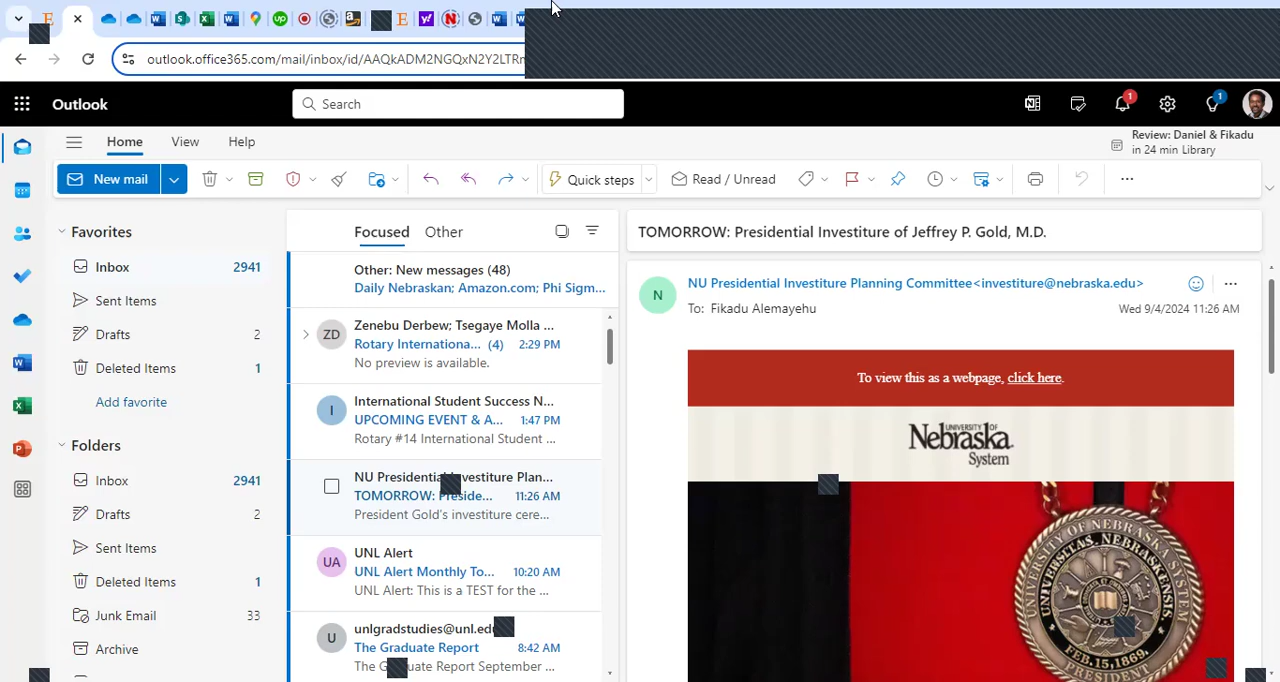 outlook.office365.com/mail/inbox/id/AAQkADM2NGQxN2Y2LTRm
Outlook
Search
1
1
Home
View
Help
Review: Daniel & Fikadu
in 24 min Library
New mail
Quick steps
Read / Unread
Favorites
Inbox 2941
Sent Items
Drafts 2
Deleted Items 1
Add favorite
Folders
Inbox 2941
Drafts 2
Sent Items
Deleted Items 1
Junk Email 33
Archive
Focused
Other
Other: New messages (48)
Daily Nebraskan; Amazon.com; Phi Sigm...
ZD
Zenebu Derbew; Tsegaye Molla ...
Rotary Internationa... (4) 2:29 PM
No preview is available.
I
International Student Success N...
UPCOMING EVENT & A... 1:47 PM
Rotary #14 International Student ...
NU Presidential Investiture Plan...
TOMORROW: Preside... 11:26 AM
President Gold's investiture cere...
UA
UNL Alert
UNL Alert Monthly To... 10:20 AM
UNL Alert: This is a TEST for the ...
U
unlgradstudies@unl.edu
The Graduate Report 8:42 AM
The Graduate Report September ...
TOMORROW: Presidential Investiture of Jeffrey P. Gold, M.D.
N
NU Presidential Investiture Planning Committee<investiture@nebraska.edu>
To: Fikadu Alemayehu
Wed 9/4/2024 11:26 AM
To view this as a webpage, click here.
UNIVERSITY OF
Nebraska
System
UNIVERSITY OF NEBRASKA SYSTEM
UNIVERSITAS NEBRASKENSIS
FEB. 15, 1869.
PRESIDENT